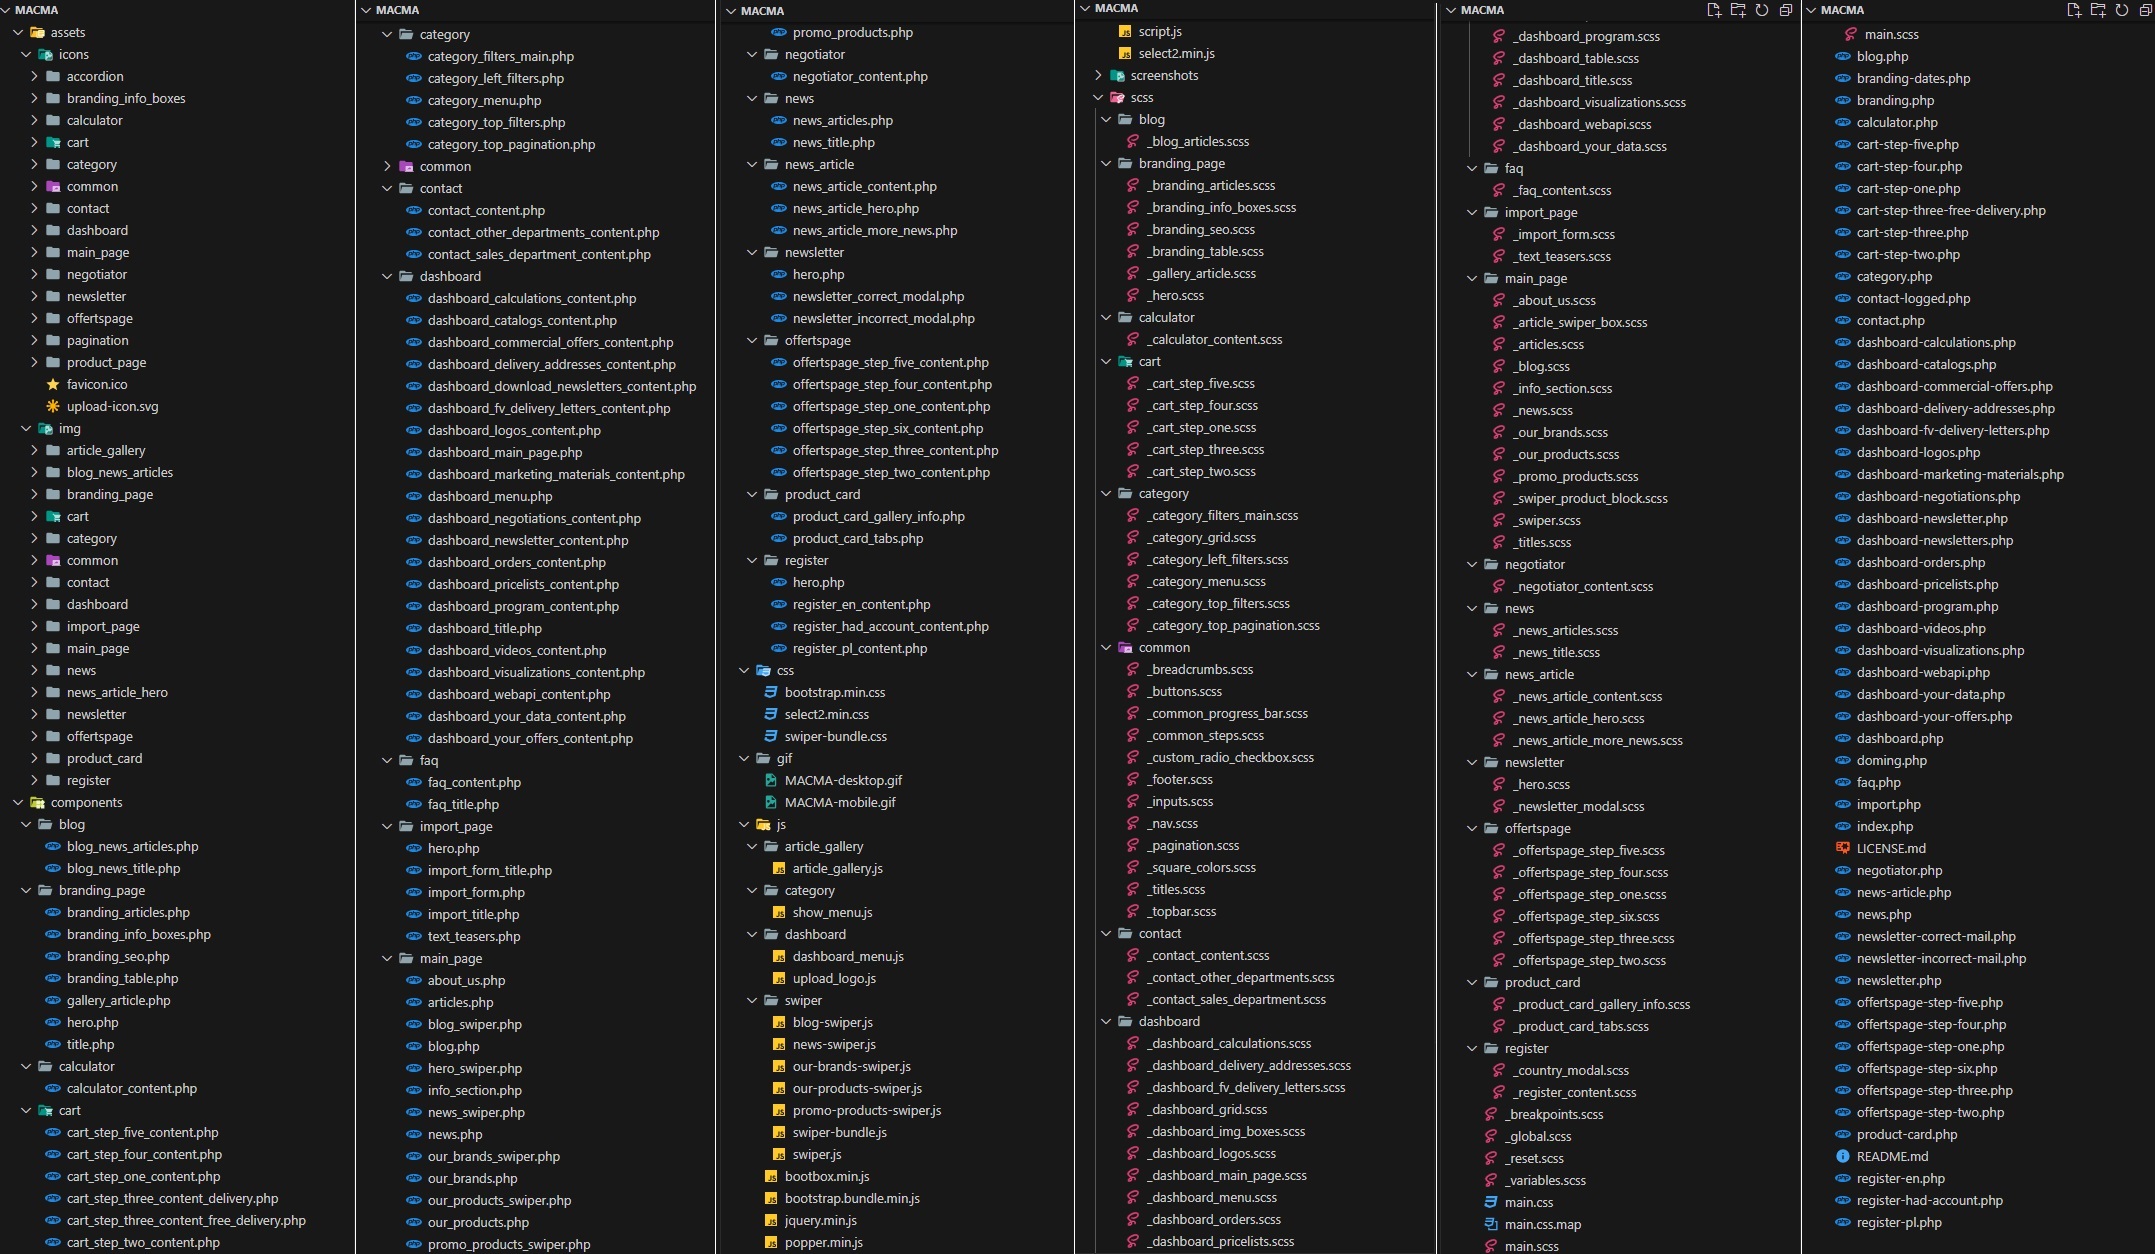 MACMA
assets
icons
accordion
branding_info_boxes
calculator
cart
category
common
contact
dashboard
main_page
negotiator
newsletter
offertspage
pagination
product_page
favicon.ico
upload-icon.svg
img
article_gallery
blog_news_articles
branding_page
cart
category
common
contact
dashboard
import_page
main_page
news
news_article_hero
newsletter
offertspage
product_card
register
components
blog
blog_news_articles.php
blog_news_title.php
branding_page
branding_articles.php
branding_info_boxes.php
branding_seo.php
branding_table.php
gallery_article.php
hero.php
title.php
calculator
calculator_content.php
cart
cart_step_five_content.php
cart_step_four_content.php
cart_step_one_content.php
cart_step_three_content_delivery.php
cart_step_three_content_free_delivery.php
cart_step_two_content.php
MACMA
category
category_filters_main.php
category_left_filters.php
category_menu.php
category_top_filters.php
category_top_pagination.php
common
contact
contact_content.php
contact_other_departments_content.php
contact_sales_department_content.php
dashboard
dashboard_calculations_content.php
dashboard_catalogs_content.php
dashboard_commercial_offers_content.php
dashboard_delivery_addresses_content.php
dashboard_download_newsletters_content.php
dashboard_fv_delivery_letters_content.php
dashboard_logos_content.php
dashboard_main_page.php
dashboard_marketing_materials_content.php
dashboard_menu.php
dashboard_negotiations_content.php
dashboard_newsletter_content.php
dashboard_orders_content.php
dashboard_pricelists_content.php
dashboard_program_content.php
dashboard_title.php
dashboard_videos_content.php
dashboard_visualizations_content.php
dashboard_webapi_content.php
dashboard_your_data_content.php
dashboard_your_offers_content.php
faq
faq_content.php
faq_title.php
import_page
hero.php
import_form_title.php
import_form.php
import_title.php
text_teasers.php
main_page
about_us.php
articles.php
blog_swiper.php
blog.php
hero_swiper.php
info_section.php
news_swiper.php
news.php
our_brands_swiper.php
our_brands.php
our_products_swiper.php
our_products.php
promo_products_swiper.php
MACMA
promo_products.php
negotiator
negotiator_content.php
news
news_articles.php
news_title.php
news_article
news_article_content.php
news_article_hero.php
news_article_more_news.php
newsletter
hero.php
newsletter_correct_modal.php
newsletter_incorrect_modal.php
offertspage
offertspage_step_five_content.php
offertspage_step_four_content.php
offertspage_step_one_content.php
offertspage_step_six_content.php
offertspage_step_three_content.php
offertspage_step_two_content.php
product_card
product_card_gallery_info.php
product_card_tabs.php
register
hero.php
register_en_content.php
register_had_account_content.php
register_pl_content.php
css
bootstrap.min.css
select2.min.css
swiper-bundle.css
gif
MACMA-desktop.gif
MACMA-mobile.gif
js
article_gallery
article_gallery.js
category
show_menu.js
dashboard
dashboard_menu.js
upload_logo.js
swiper
blog-swiper.js
news-swiper.js
our-brands-swiper.js
our-products-swiper.js
promo-products-swiper.js
swiper-bundle.js
swiper.js
bootbox.min.js
bootstrap.bundle.min.js
jquery.min.js
popper.min.js
MACMA
script.js
select2.min.js
screenshots
scss
blog
_blog_articles.scss
branding_page
_branding_articles.scss
_branding_info_boxes.scss
_branding_seo.scss
_branding_table.scss
_gallery_article.scss
_hero.scss
calculator
_calculator_content.scss
cart
_cart_step_five.scss
_cart_step_four.scss
_cart_step_one.scss
_cart_step_three.scss
_cart_step_two.scss
category
_category_filters_main.scss
_category_grid.scss
_category_left_filters.scss
_category_menu.scss
_category_top_filters.scss
_category_top_pagination.scss
common
_breadcrumbs.scss
_buttons.scss
_common_progress_bar.scss
_common_steps.scss
_custom_radio_checkbox.scss
_footer.scss
_inputs.scss
_nav.scss
_pagination.scss
_square_colors.scss
_titles.scss
_topbar.scss
contact
_contact_content.scss
_contact_other_departments.scss
_contact_sales_department.scss
dashboard
_dashboard_calculations.scss
_dashboard_delivery_addresses.scss
_dashboard_fv_delivery_letters.scss
_dashboard_grid.scss
_dashboard_img_boxes.scss
_dashboard_logos.scss
_dashboard_main_page.scss
_dashboard_menu.scss
_dashboard_orders.scss
_dashboard_pricelists.scss
MACMA
_dashboard_program.scss
_dashboard_table.scss
_dashboard_title.scss
_dashboard_visualizations.scss
_dashboard_webapi.scss
_dashboard_your_data.scss
faq
_faq_content.scss
import_page
_import_form.scss
_text_teasers.scss
main_page
_about_us.scss
_article_swiper_box.scss
_articles.scss
_blog.scss
_info_section.scss
_news.scss
_our_brands.scss
_our_products.scss
_promo_products.scss
_swiper_product_block.scss
_swiper.scss
_titles.scss
negotiator
_negotiator_content.scss
news
_news_articles.scss
_news_title.scss
news_article
_news_article_content.scss
_news_article_hero.scss
_news_article_more_news.scss
newsletter
_hero.scss
_newsletter_modal.scss
offertspage
_offertspage_step_five.scss
_offertspage_step_four.scss
_offertspage_step_one.scss
_offertspage_step_six.scss
_offertspage_step_three.scss
_offertspage_step_two.scss
product_card
_product_card_gallery_info.scss
_product_card_tabs.scss
register
_country_modal.scss
_register_content.scss
_breakpoints.scss
_global.scss
_reset.scss
_variables.scss
main.css
main.css.map
main.scss
MACMA
main.scss
blog.php
branding-dates.php
branding.php
calculator.php
cart-step-five.php
cart-step-four.php
cart-step-one.php
cart-step-three-free-delivery.php
cart-step-three.php
cart-step-two.php
category.php
contact-logged.php
contact.php
dashboard-calculations.php
dashboard-catalogs.php
dashboard-commercial-offers.php
dashboard-delivery-addresses.php
dashboard-fv-delivery-letters.php
dashboard-logos.php
dashboard-marketing-materials.php
dashboard-negotiations.php
dashboard-newsletter.php
dashboard-newsletters.php
dashboard-orders.php
dashboard-pricelists.php
dashboard-program.php
dashboard-videos.php
dashboard-visualizations.php
dashboard-webapi.php
dashboard-your-data.php
dashboard-your-offers.php
dashboard.php
doming.php
faq.php
import.php
index.php
LICENSE.md
negotiator.php
news-article.php
news.php
newsletter-correct-mail.php
newsletter-incorrect-mail.php
newsletter.php
offertspage-step-five.php
offertspage-step-four.php
offertspage-step-one.php
offertspage-step-six.php
offertspage-step-three.php
offertspage-step-two.php
product-card.php
README.md
register-en.php
register-had-account.php
register-pl.php